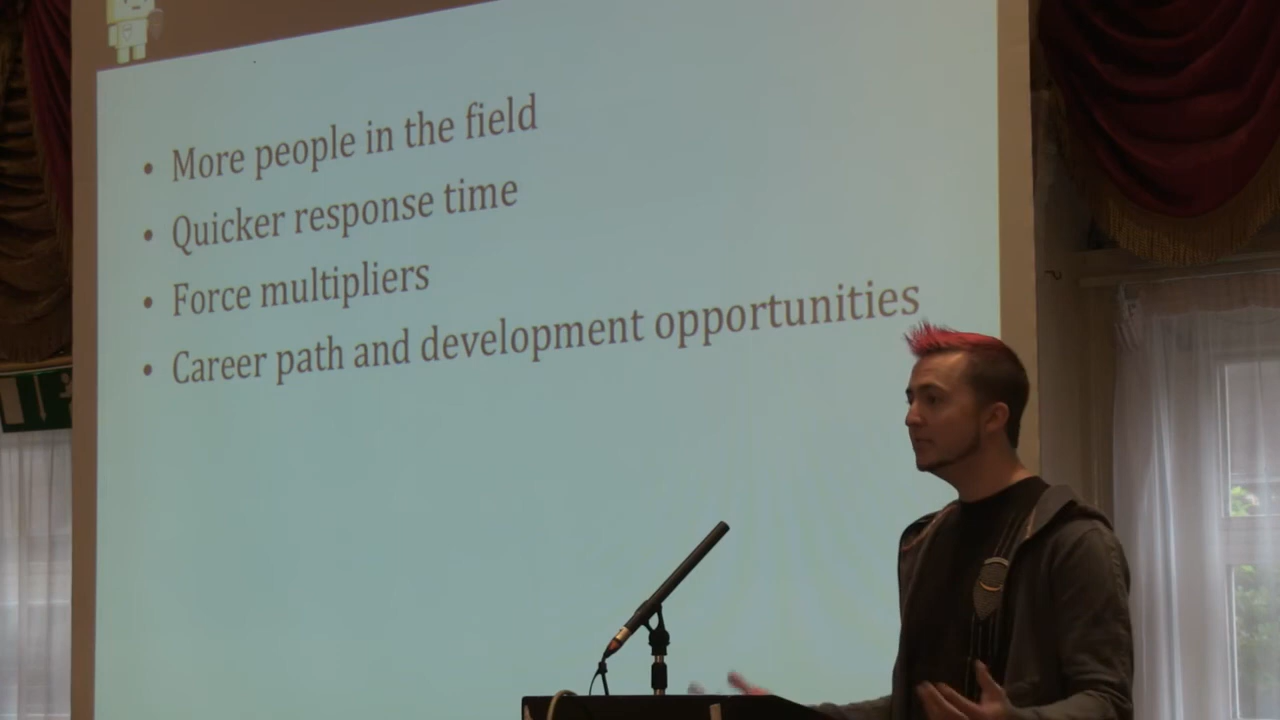 • More people in the field
• Quicker response time
• Force multipliers
• Career path and development opportunities